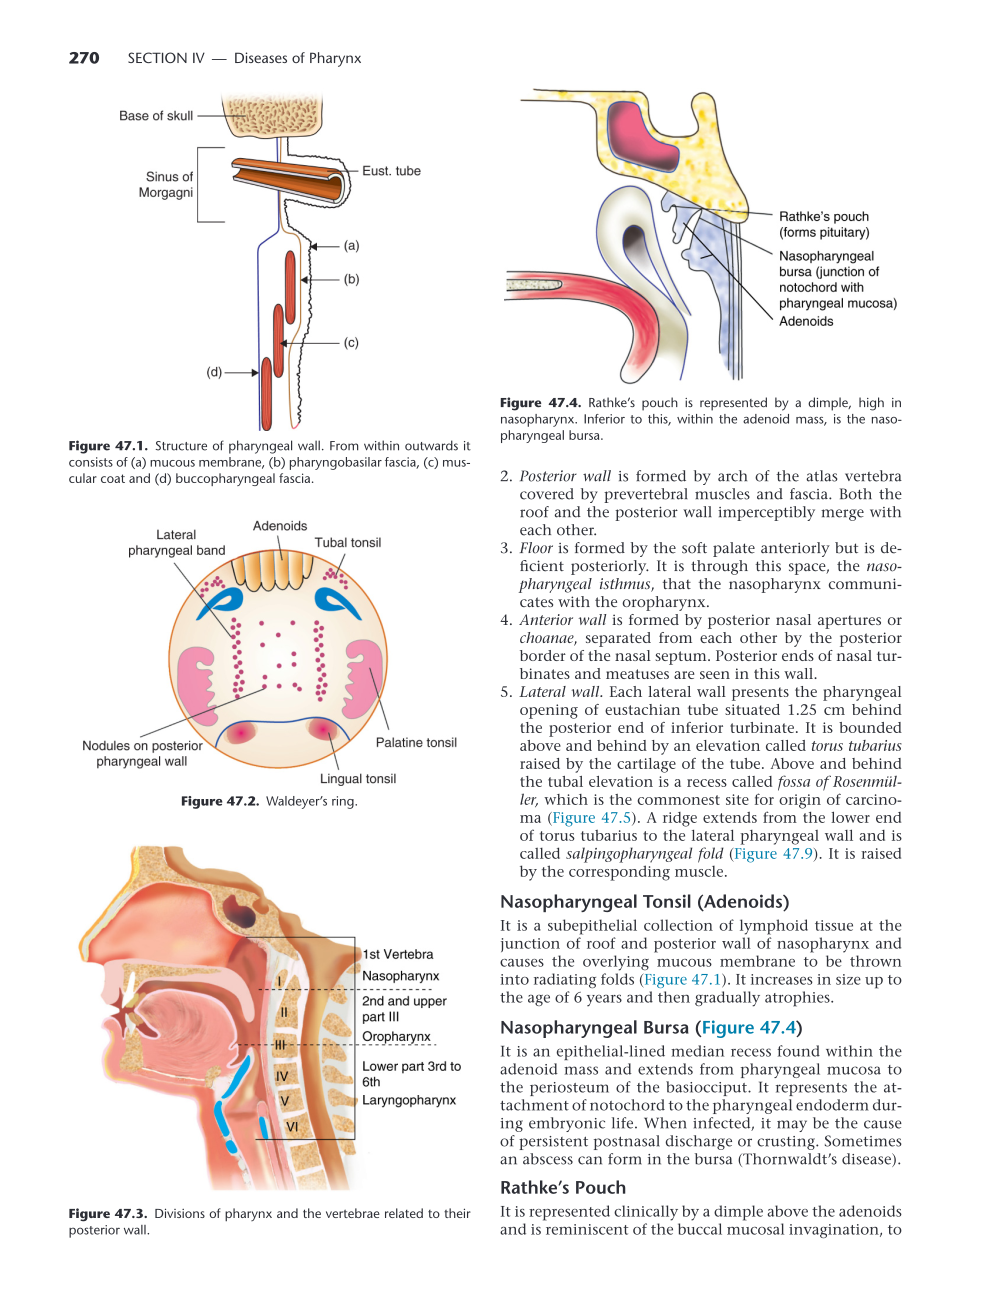 270 SECTION IV — Diseases of Pharynx
Base of skull
Sinus of
Morgagni
Eust. tube
(a)
(b)
(c)
(d)
Figure 47.1. Structure of pharyngeal wall. From within outwards it
consists of (a) mucous membrane, (b) pharyngobasilar fascia, (c) mus-
cular coat and (d) buccopharyngeal fascia.
Adenoids
Lateral
pharyngeal band
Tubal tonsil
Nodules on posterior
pharyngeal wall
Palatine tonsil
Lingual tonsil
Figure 47.2. Waldeyer’s ring.
1st Vertebra
Nasopharynx
2nd and upper
part III
Oropharynx
Lower part 3rd to
6th
Laryngopharynx
I
II
III
IV
V
VI
Figure 47.3. Divisions of pharynx and the vertebrae related to their
posterior wall.
Rathke’s pouch
(forms pituitary)
Nasopharyngeal
bursa (junction of
notochord with
pharyngeal mucosa)
Adenoids
Figure 47.4. Rathke’s pouch is represented by a dimple, high in
nasopharynx. Inferior to this, within the adenoid mass, is the naso-
pharyngeal bursa.
2. Posterior wall is formed by arch of the atlas vertebra
covered by prevertebral muscles and fascia. Both the
roof and the posterior wall imperceptibly merge with
each other.
3. Floor is formed by the soft palate anteriorly but is de-
ficient posteriorly. It is through this space, the naso-
pharyngeal isthmus, that the nasopharynx communi-
cates with the oropharynx.
4. Anterior wall is formed by posterior nasal apertures or
choanae, separated from each other by the posterior
border of the nasal septum. Posterior ends of nasal tur-
binates and meatuses are seen in this wall.
5. Lateral wall. Each lateral wall presents the pharyngeal
opening of eustachian tube situated 1.25 cm behind
the posterior end of inferior turbinate. It is bounded
above and behind by an elevation called torus tubarius
raised by the cartilage of the tube. Above and behind
the tubal elevation is a recess called fossa of Rosenmül-
ler, which is the commonest site for origin of carcino-
ma (Figure 47.5). A ridge extends from the lower end
of torus tubarius to the lateral pharyngeal wall and is
called salpingopharyngeal fold (Figure 47.9). It is raised
by the corresponding muscle.
Nasopharyngeal Tonsil (Adenoids)
It is a subepithelial collection of lymphoid tissue at the
junction of roof and posterior wall of nasopharynx and
causes the overlying mucous membrane to be thrown
into radiating folds (Figure 47.1). It increases in size up to
the age of 6 years and then gradually atrophies.
Nasopharyngeal Bursa (Figure 47.4)
It is an epithelial-lined median recess found within the
adenoid mass and extends from pharyngeal mucosa to
the periosteum of the basiocciput. It represents the at-
tachment of notochord to the pharyngeal endoderm dur-
ing embryonic life. When infected, it may be the cause
of persistent postnasal discharge or crusting. Sometimes
an abscess can form in the bursa (Thornwaldt’s disease).
Rathke’s Pouch
It is represented clinically by a dimple above the adenoids
and is reminiscent of the buccal mucosal invagination, to